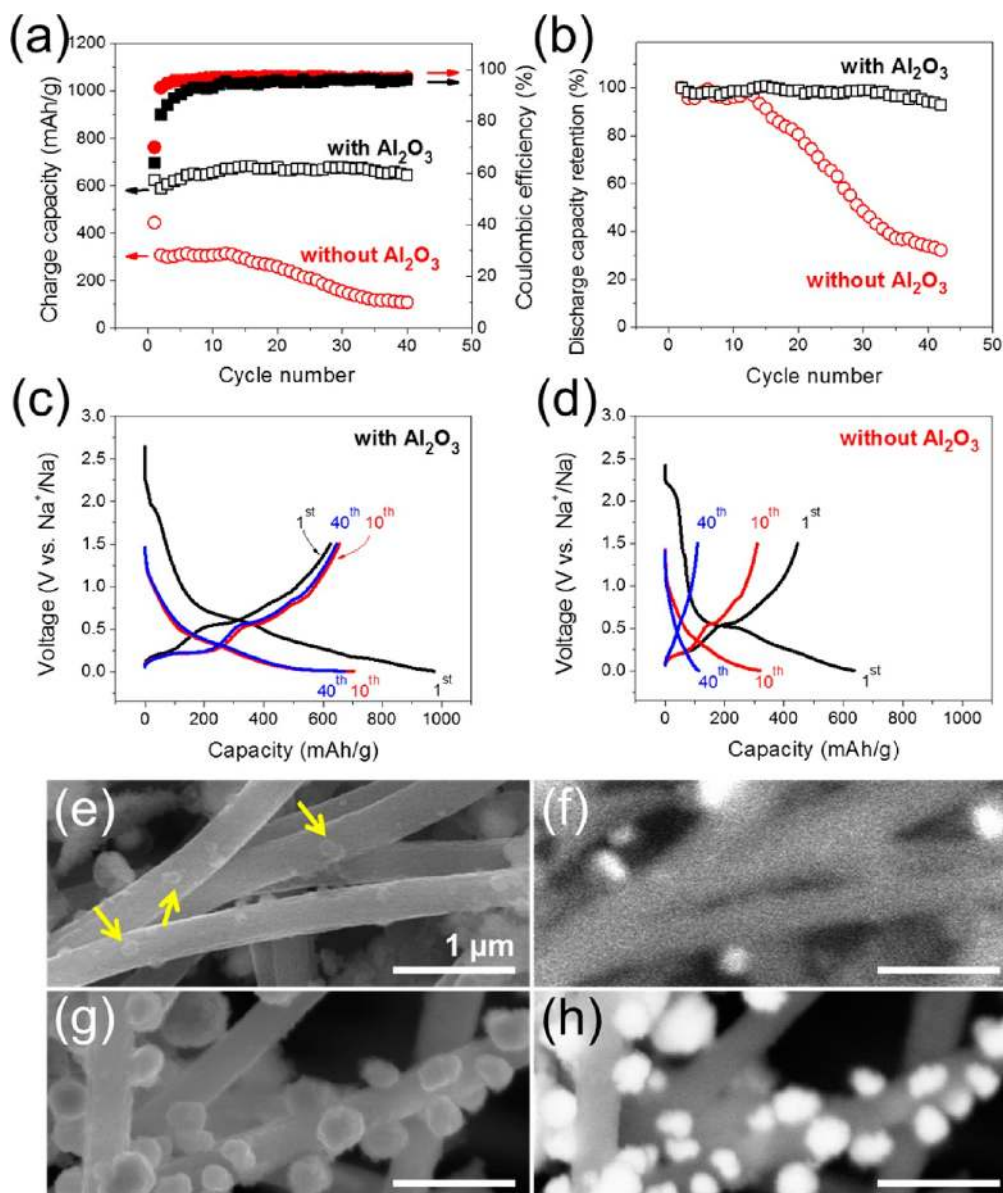 (a)
1200
1000
800
600
400
200
0
Charge capacity (mAh/g)
100
80
60
40
20
0
Coulombic efficiency (%)
with Al₂O₃
without Al₂O₃
0 10 20 30 40 50
Cycle number
(b)
120
100
80
60
40
20
0
Discharge capacity retention (%)
with Al₂O₃
without Al₂O₃
0 10 20 30 40 50
Cycle number
(c)
3.0
2.5
2.0
1.5
1.0
0.5
0.0
Voltage (V vs. Na⁺/Na)
with Al₂O₃
1ˢᵗ 40ᵗʰ 10ᵗʰ
40ᵗʰ 10ᵗʰ 1ˢᵗ
0 200 400 600 800 1000
Capacity (mAh/g)
(d)
3.0
2.5
2.0
1.5
1.0
0.5
0.0
Voltage (V vs. Na⁺/Na)
without Al₂O₃
40ᵗʰ 10ᵗʰ 1ˢᵗ
40ᵗʰ 10ᵗʰ 1ˢᵗ
0 200 400 600 800 1000
Capacity (mAh/g)
(e)
1 μm
(f)
(g)
(h)